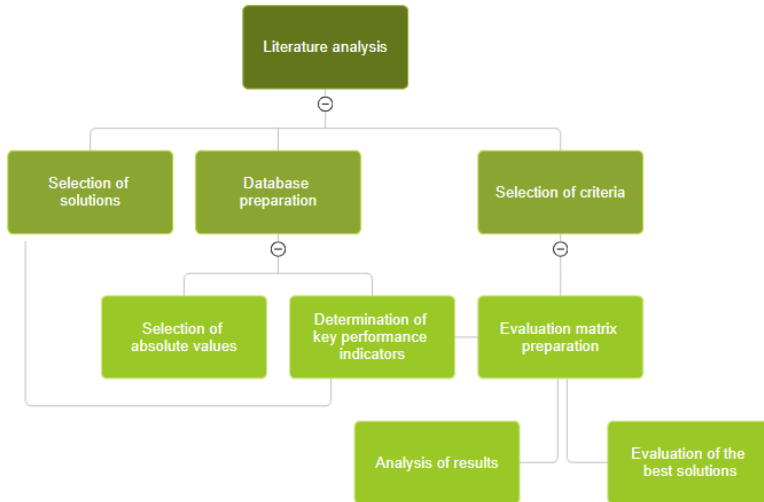 Literature analysis
Selection of
solutions
Database
preparation
Selection of criteria
Selection of
absolute values
Determination of
key performance
indicators
Evaluation matrix
preparation
Analysis of results
Evaluation of the
best solutions